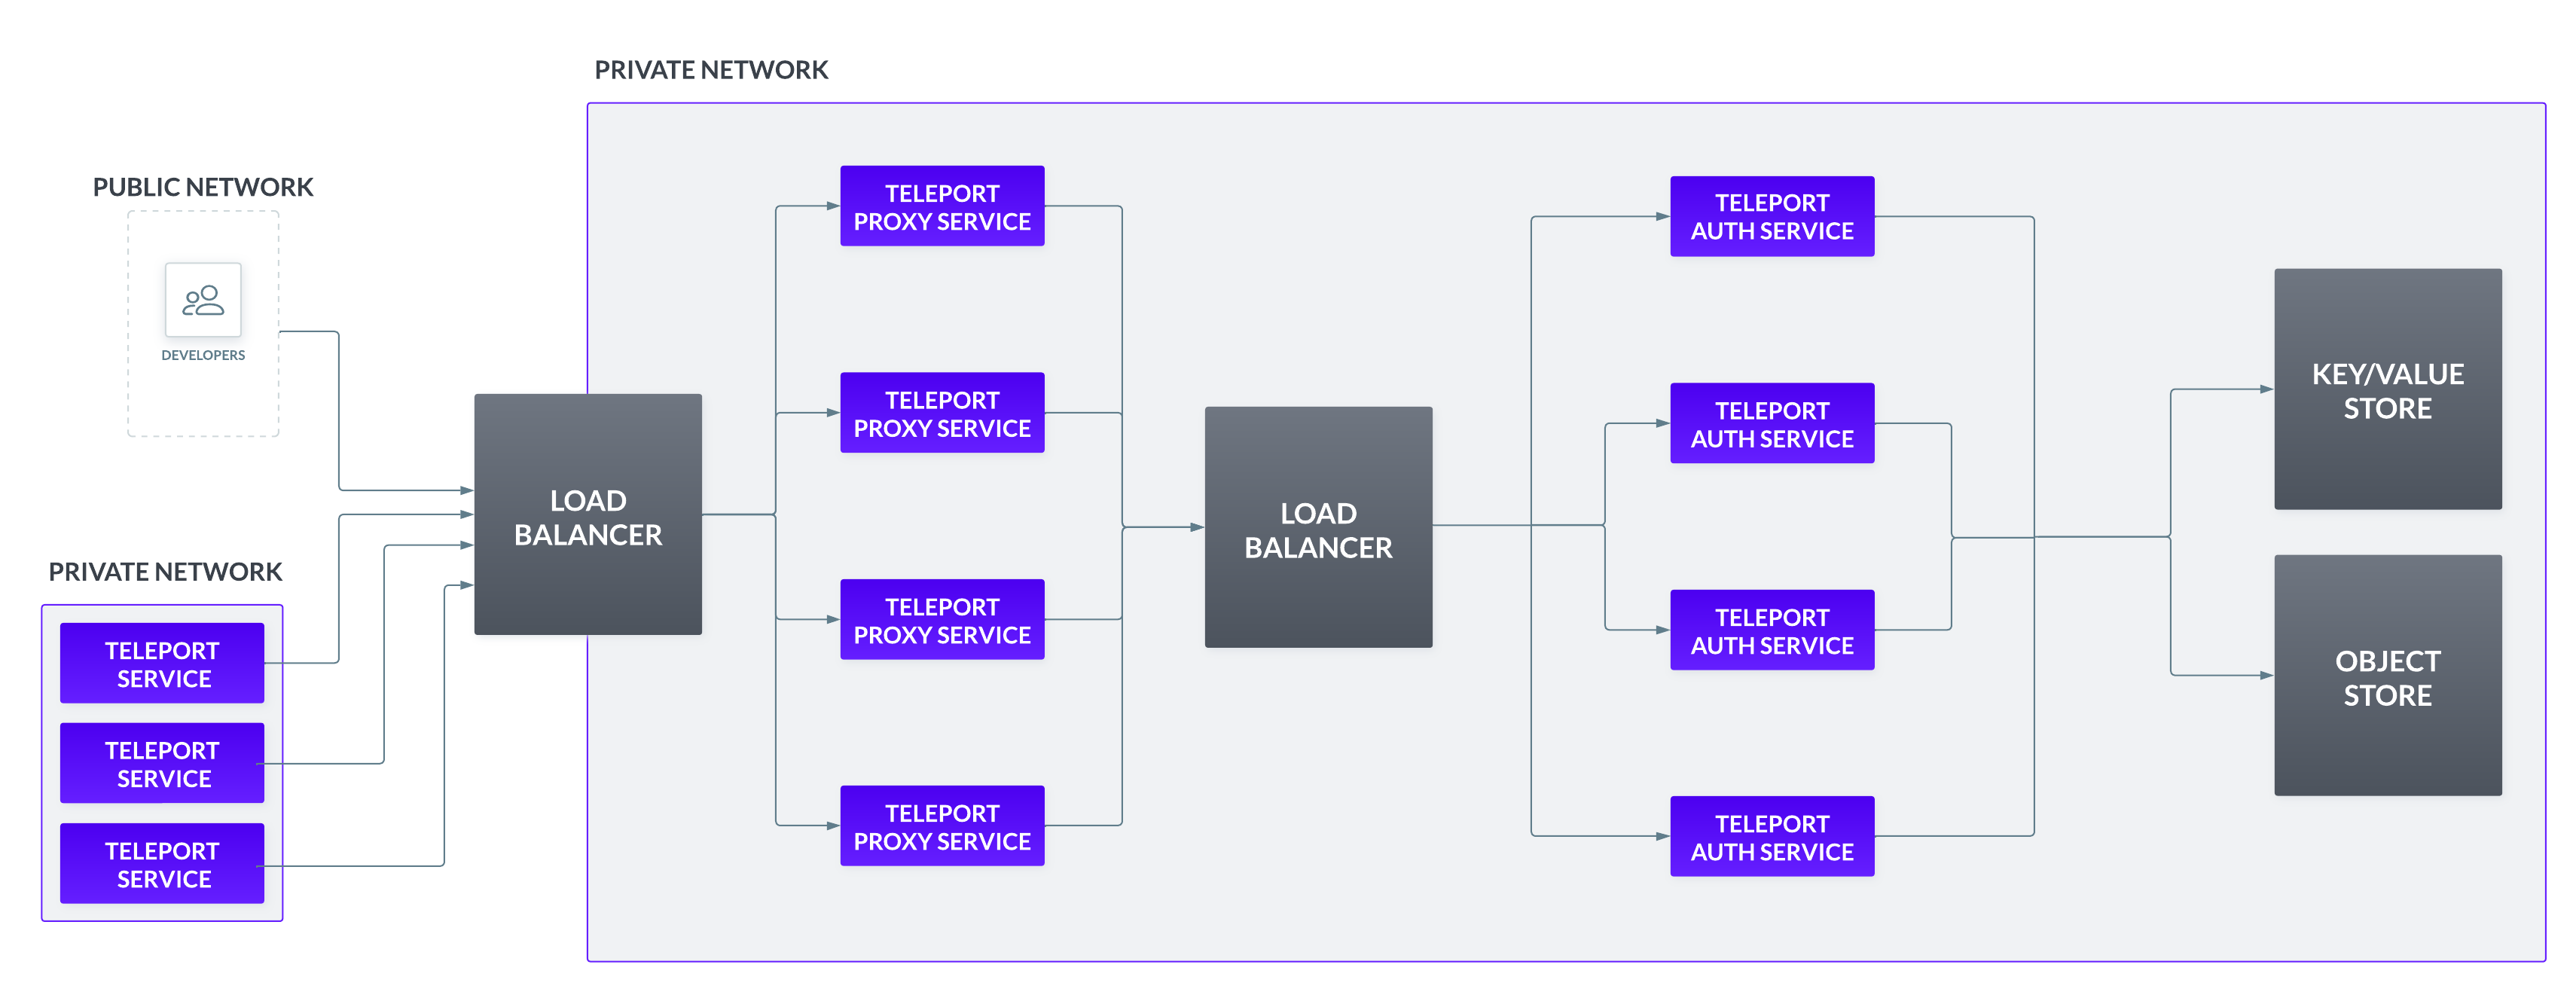 PRIVATE NETWORK
PUBLIC NETWORK
DEVELOPERS
PRIVATE NETWORK
TELEPORT
SERVICE
TELEPORT
SERVICE
TELEPORT
SERVICE
LOAD
BALANCER
TELEPORT
PROXY SERVICE
TELEPORT
PROXY SERVICE
TELEPORT
PROXY SERVICE
TELEPORT
PROXY SERVICE
LOAD
BALANCER
TELEPORT
AUTH SERVICE
TELEPORT
AUTH SERVICE
TELEPORT
AUTH SERVICE
TELEPORT
AUTH SERVICE
KEY/VALUE
STORE
OBJECT
STORE